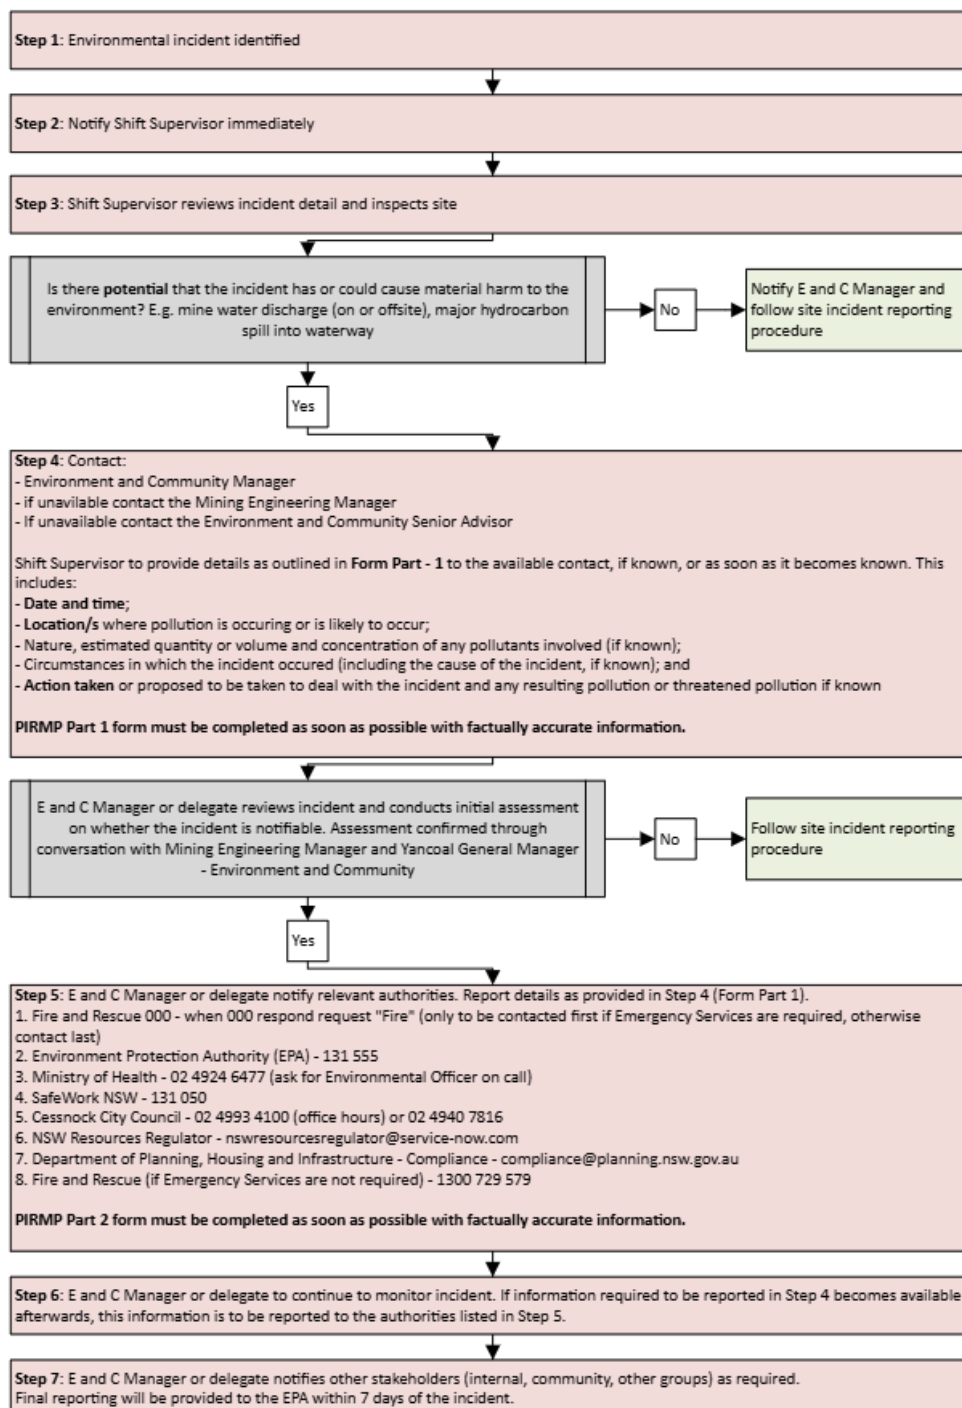 Step 1: Environmental incident identified
Step 2: Notify Shift Supervisor immediately
Step 3: Shift Supervisor reviews incident detail and inspects site
Is there potential that the incident has or could cause material harm to the
environment? E.g. mine water discharge (on or offsite), major hydrocarbon
spill into waterway
No
Notify E and C Manager and
follow site incident reporting
procedure
Yes
Step 4: Contact:
- Environment and Community Manager
- if unavilable contact the Mining Engineering Manager
- If unavailable contact the Environment and Community Senior Advisor
Shift Supervisor to provide details as outlined in Form Part - 1 to the available contact, if known, or as soon as it becomes known. This
includes:
- Date and time;
- Location/s where pollution is occuring or is likely to occur;
- Nature, estimated quantity or volume and concentration of any pollutants involved (if known);
- Circumstances in which the incident occured (including the cause of the incident, if known); and
- Action taken or proposed to be taken to deal with the incident and any resulting pollution or threatened pollution if known
PIRMP Part 1 form must be completed as soon as possible with factually accurate information.
E and C Manager or delegate reviews incident and conducts initial assessment
on whether the incident is notifiable. Assessment confirmed through
conversation with Mining Engineering Manager and Yancoal General Manager
- Environment and Community
No
Follow site incident reporting
procedure
Yes
Step 5: E and C Manager or delegate notify relevant authorities. Report details as provided in Step 4 (Form Part 1).
1. Fire and Rescue 000 - when 000 respond request "Fire" (only to be contacted first if Emergency Services are required, otherwise
contact last)
2. Environment Protection Authority (EPA) - 131 555
3. Ministry of Health - 02 4924 6477 (ask for Environmental Officer on call)
4. SafeWork NSW - 131 050
5. Cessnock City Council - 02 4993 4100 (office hours) or 02 4940 7816
6. NSW Resources Regulator - nswresourcesregulator@service-now.com
7. Department of Planning, Housing and Infrastructure - Compliance - compliance@planning.nsw.gov.au
8. Fire and Rescue (if Emergency Services are not required) - 1300 729 579
PIRMP Part 2 form must be completed as soon as possible with factually accurate information.
Step 6: E and C Manager or delegate to continue to monitor incident. If information required to be reported in Step 4 becomes available
afterwards, this information is to be reported to the authorities listed in Step 5.
Step 7: E and C Manager or delegate notifies other stakeholders (internal, community, other groups) as required.
Final reporting will be provided to the EPA within 7 days of the incident.